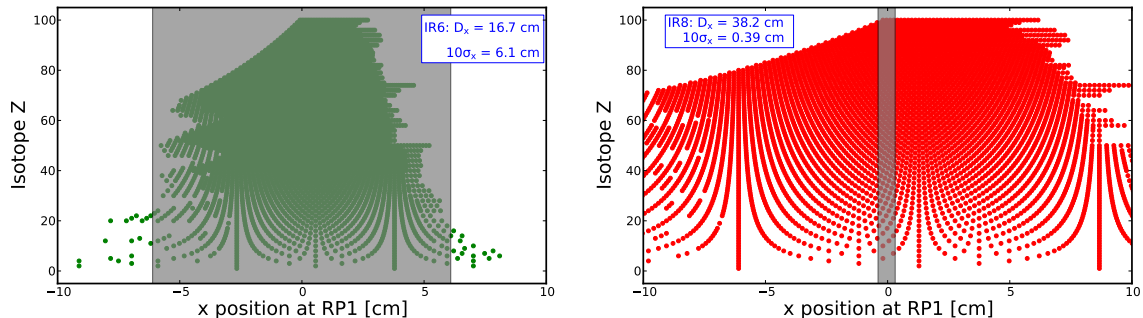 IR6: Dx = 16.7 cm
10σx = 6.1 cm
Isotope Z
100
80
60
40
20
0
−10
−5
0
5
10
x position at RP1 [cm]
IR8: Dx = 38.2 cm
10σx = 0.39 cm
Isotope Z
100
80
60
40
20
0
−10
−5
0
5
10
x position at RP1 [cm]